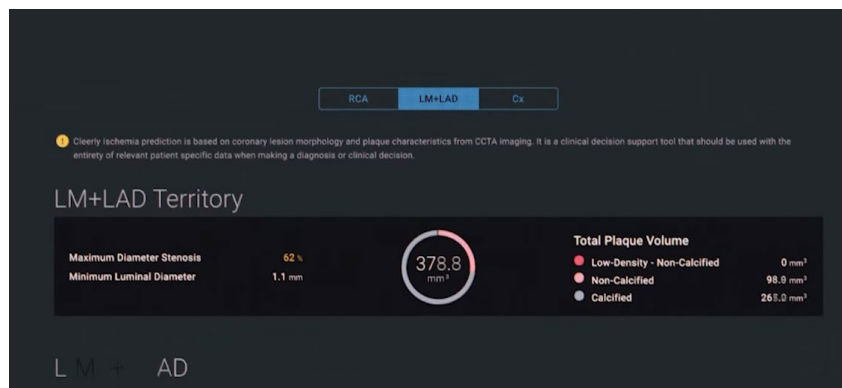 RCA
LM+LAD
Cx
! Cleerly ischemia prediction is based on coronary lesion morphology and plaque characteristics from CCTA imaging. It is a clinical decision support tool that should be used with the
entirety of relevant patient specific data when making a diagnosis or clinical decision.
LM+LAD Territory
Maximum Diameter Stenosis 62 %
Minimum Luminal Diameter 1.1 mm
378.8
mm³
Total Plaque Volume
Low-Density - Non-Calcified 0 mm³
Non-Calcified mm³
Calcified mm³
L M + AD